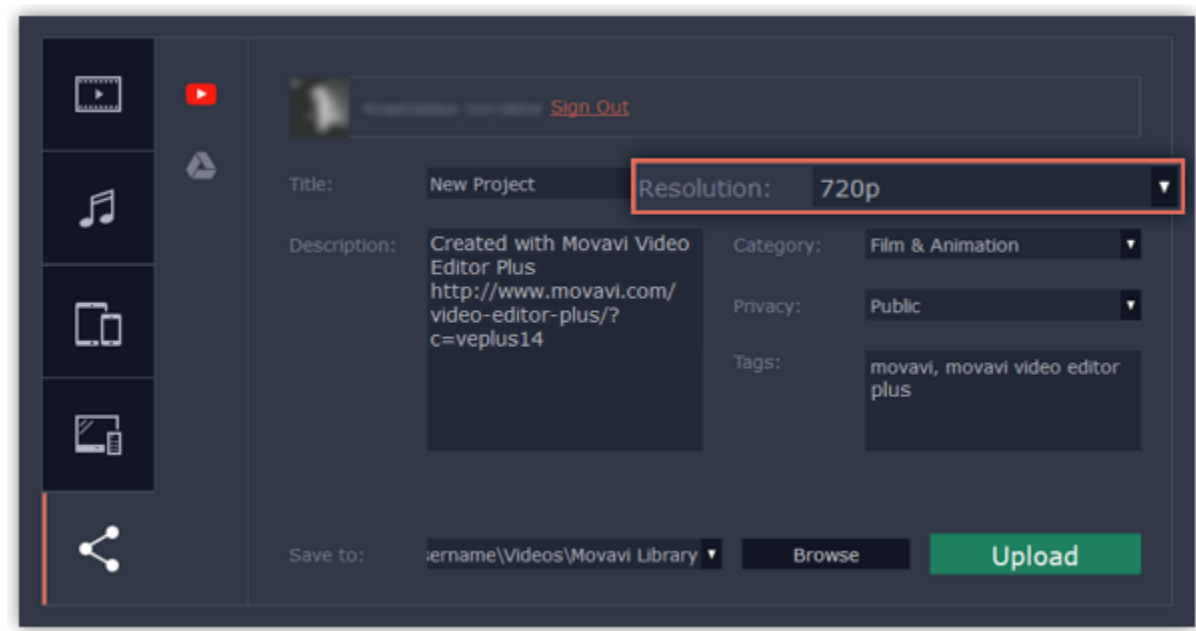 Sign Out
Title:
New Project
Resolution:
720p
Description:
Created with Movavi Video
Editor Plus
http://www.movavi.com/
video-editor-plus/?
c=veplus14
Category:
Film & Animation
Privacy:
Public
Tags:
movavi, movavi video editor
plus
Save to:
sername\Videos\Movavi Library
Browse
Upload